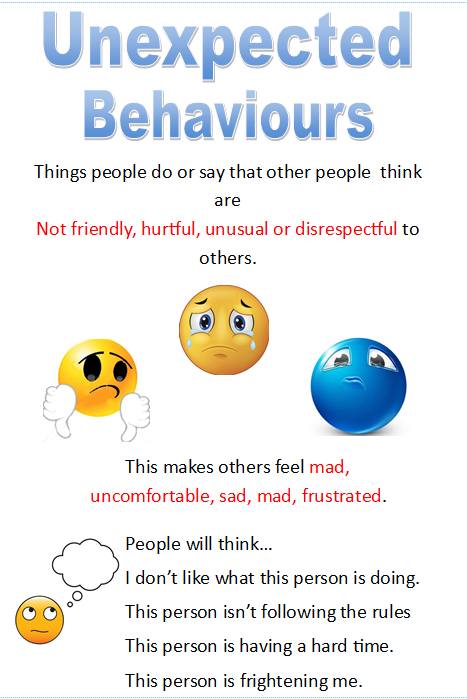 Unexpected
Behaviours
Things people do or say that other people think
are
Not friendly, hurtful, unusual or disrespectful to
others.
This makes others feel mad,
uncomfortable, sad, mad, frustrated.
People will think...
I don't like what this person is doing.
This person isn't following the rules
This person is having a hard time.
This person is frightening me.